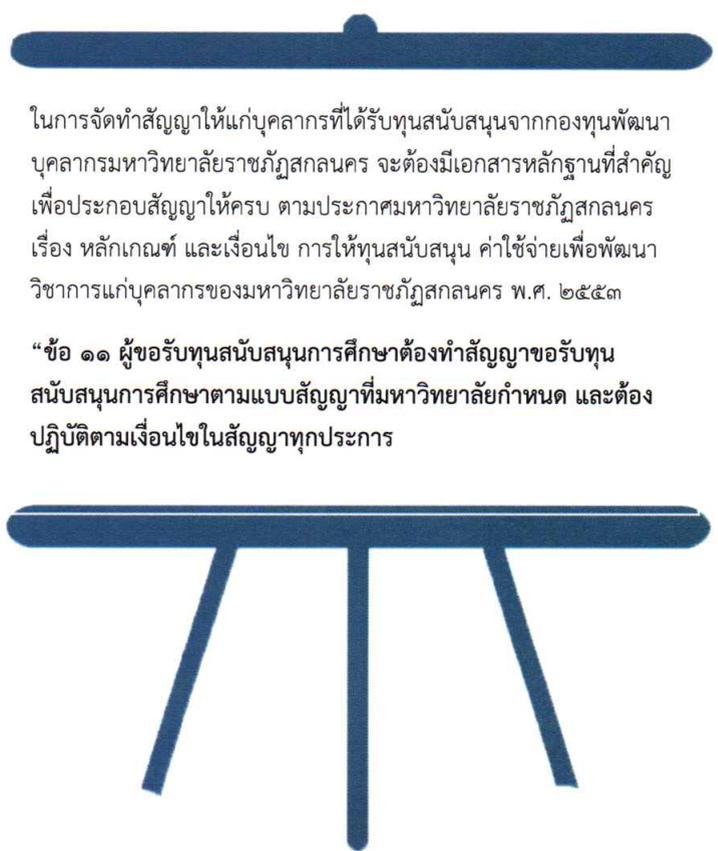 ในการจัดทำสัญญาให้แก่บุคลากรที่ได้รับทุนสนับสนุนจากกองทุนพัฒนา
บุคลากรมหาวิทยาลัยราชภัฏสกลนคร จะต้องมีเอกสารหลักฐานที่สำคัญ
เพื่อประกอบสัญญาให้ครบ ตามประกาศมหาวิทยาลัยราชภัฏสกลนคร
เรื่อง หลักเกณฑ์ และเงื่อนไข การให้ทุนสนับสนุน ค่าใช้จ่ายเพื่อพัฒนา
วิชาการแก่บุคลากรของมหาวิทยาลัยราชภัฏสกลนคร พ.ศ. ๒๕๕๓
“ข้อ ๑๑ ผู้ขอรับทุนสนับสนุนการศึกษาต้องทำสัญญาขอรับทุน
สนับสนุนการศึกษาตามแบบสัญญาที่มหาวิทยาลัยกำหนด และต้อง
ปฏิบัติตามเงื่อนไขในสัญญาทุกประการ